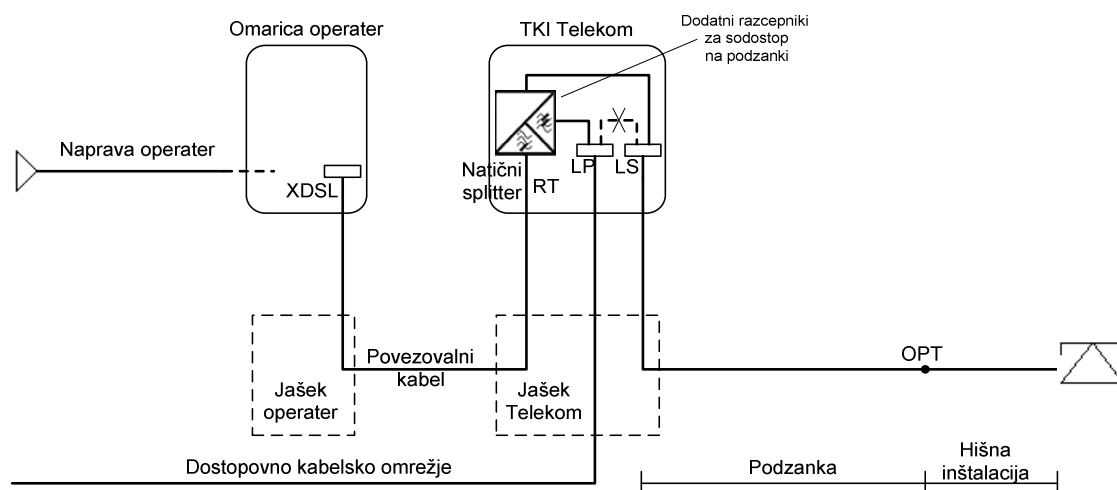 Omarica operater
TKI Telekom
Dodatni razcepniki
za sodostop
na podzanki
Naprava operater
XDSL
Natični
splitter
RT
LP
LS
Povezovalni
kabel
OPT
Jašek
operater
Jašek
Telekom
Dostopovno kabelsko omrežje
Podzanka
Hišna
inštalacija